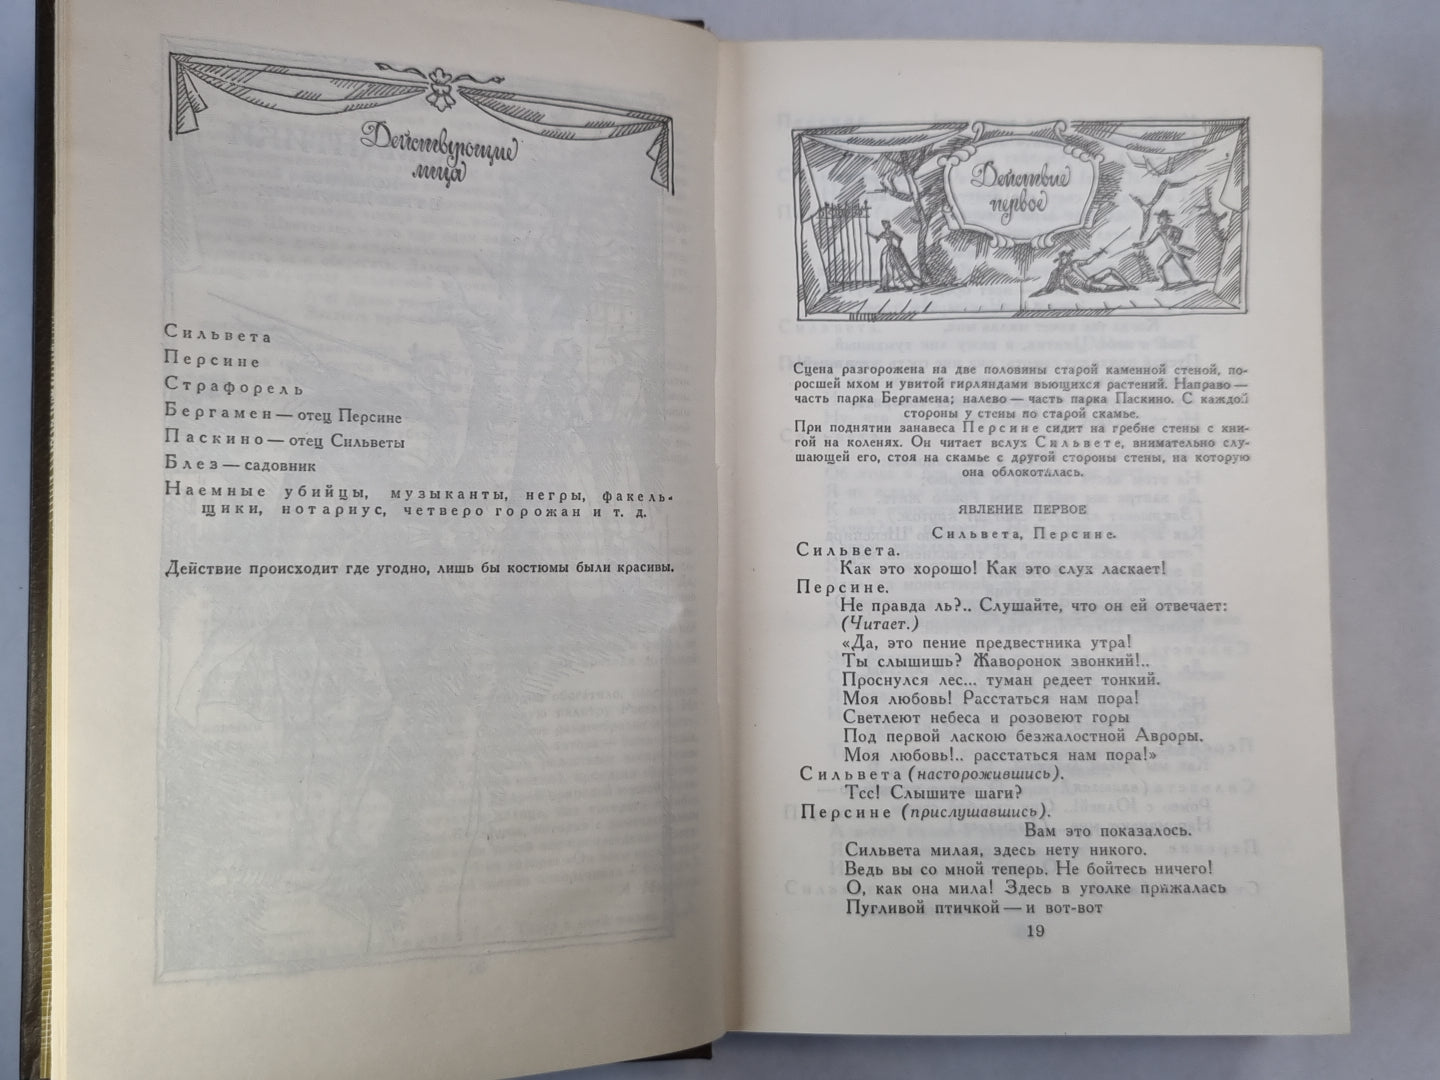 Действующие
лица
Сильвета
Персине
Страфорель
Бергамен — отец Персине
Паскино — отец Сильветы
Блез — садовник
Наемные убийцы, музыканты, негры, факель-
щики, нотариус, четверо горожан и т. д.
Действие происходит где угодно, лишь бы костюмы были красивы.
Действие
первое
Сцена разгорожена на две половины старой каменной стеной, по-
росшей мхом и увитой гирляндами вьющихся растений. Направо —
часть парка Бергамена; налево — часть парка Паскино. С каждой
стороны у стены по старой скамье.
При поднятии занавеса Персине сидит на гребне стены с кни-
гой на коленях. Он читает вслух Сильвете, внимательно слу-
шающей его, стоя на скамье с другой стороны стены, на которую
она облокотилась.
ЯВЛЕНИЕ ПЕРВОЕ
Сильвета, Персине.
Сильвета.
Как это хорошо! Как это слух ласкает!
Персине.
Не правда ль?.. Слушайте, что он ей отвечает:
(Читает.)
«Да, это пение предвестника утра!
Ты слышишь? Жаворонок звонкий!..
Проснулся лес... туман редеет тонкий.
Моя любовь! Расстаться нам пора!
Светлеют небеса и розовеют горы
Под первой ласкою безжалостной Авроры.
Моя любовь!.. расстаться нам пора!»
Сильвета (насторожившись).
Тсс! Слышите шаги?
Персине (прислушавшись).
Вам это показалось.
Сильвета милая, здесь нету никого.
Ведь вы со мной теперь. Не бойтесь ничего!
О, как она мила! Здесь в уголке прижалась
Пугливой птичкой — и вот-вот
19